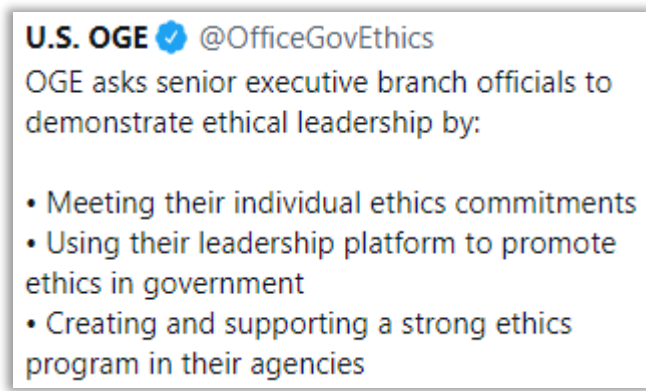 U.S. OGE @OfficeGovEthics
OGE asks senior executive branch officials to
demonstrate ethical leadership by:
• Meeting their individual ethics commitments
• Using their leadership platform to promote
ethics in government
• Creating and supporting a strong ethics
program in their agencies